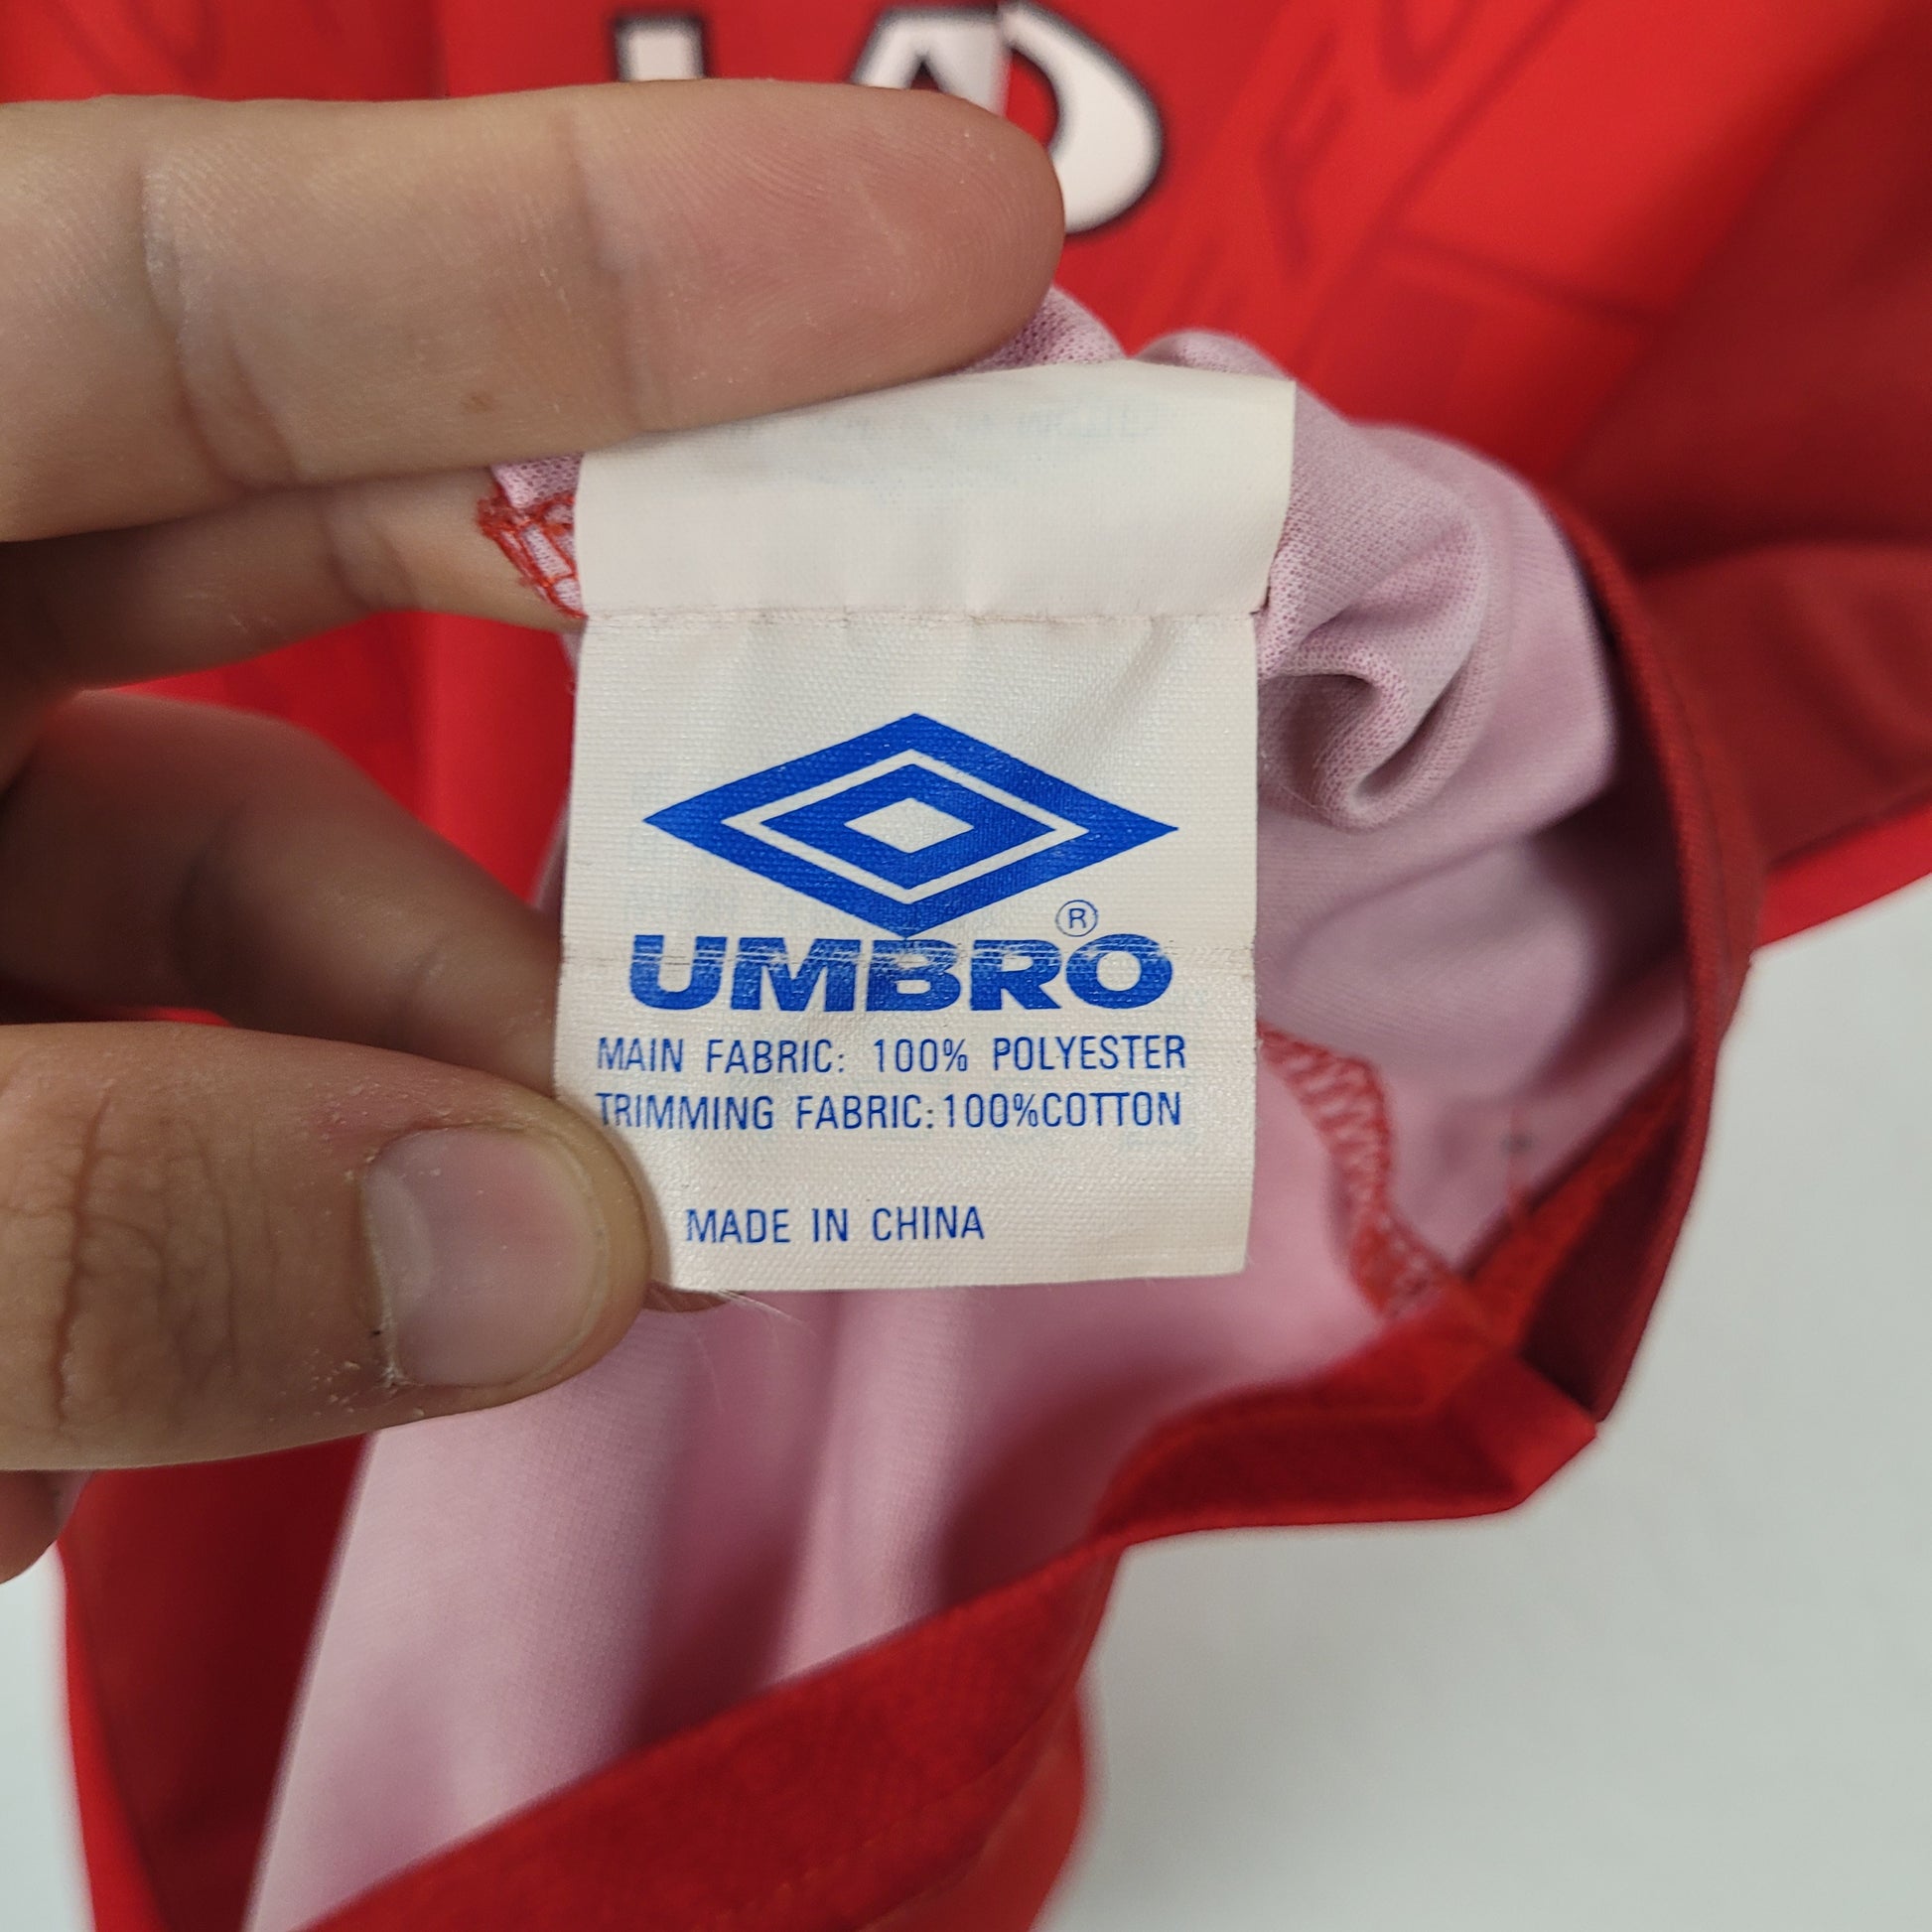 UMBRO®
MAIN FABRIC: 100% POLYESTER
TRIMMING FABRIC:100%COTTON
MADE IN CHINA